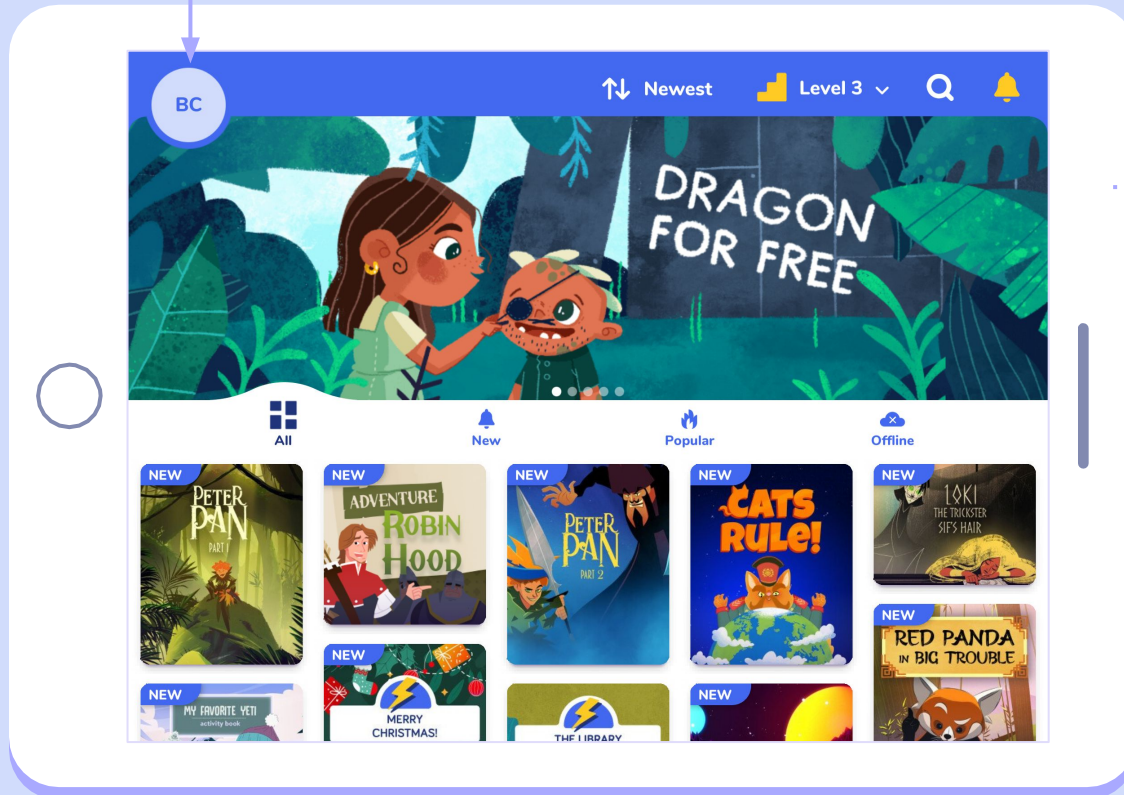 BC
Newest
Level 3
DRAGON
FOR FREE
All
New
Popular
Offline
NEW
PETER
PAN
PART 1
NEW
ADVENTURE
ROBIN
HOOD
NEW
PETER
PAN
PART 2
NEW
CATS
RULE!
NEW
LOKI
THE TRICKSTER
SIF'S HAIR
NEW
RED PANDA
IN BIG TROUBLE
NEW
MY FAVORITE YETI
activity book
NEW
MERRY
CHRISTMAS!
THE LIBRARY
NEW